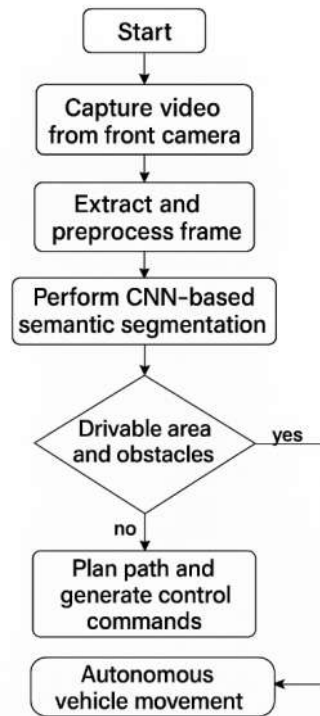 Start
Capture video
from front camera
Extract and
preprocess frame
Perform CNN-based
semantic segmentation
Drivable area
and obstacles
yes
no
Plan path and
generate control
commands
Autonomous
vehicle movement